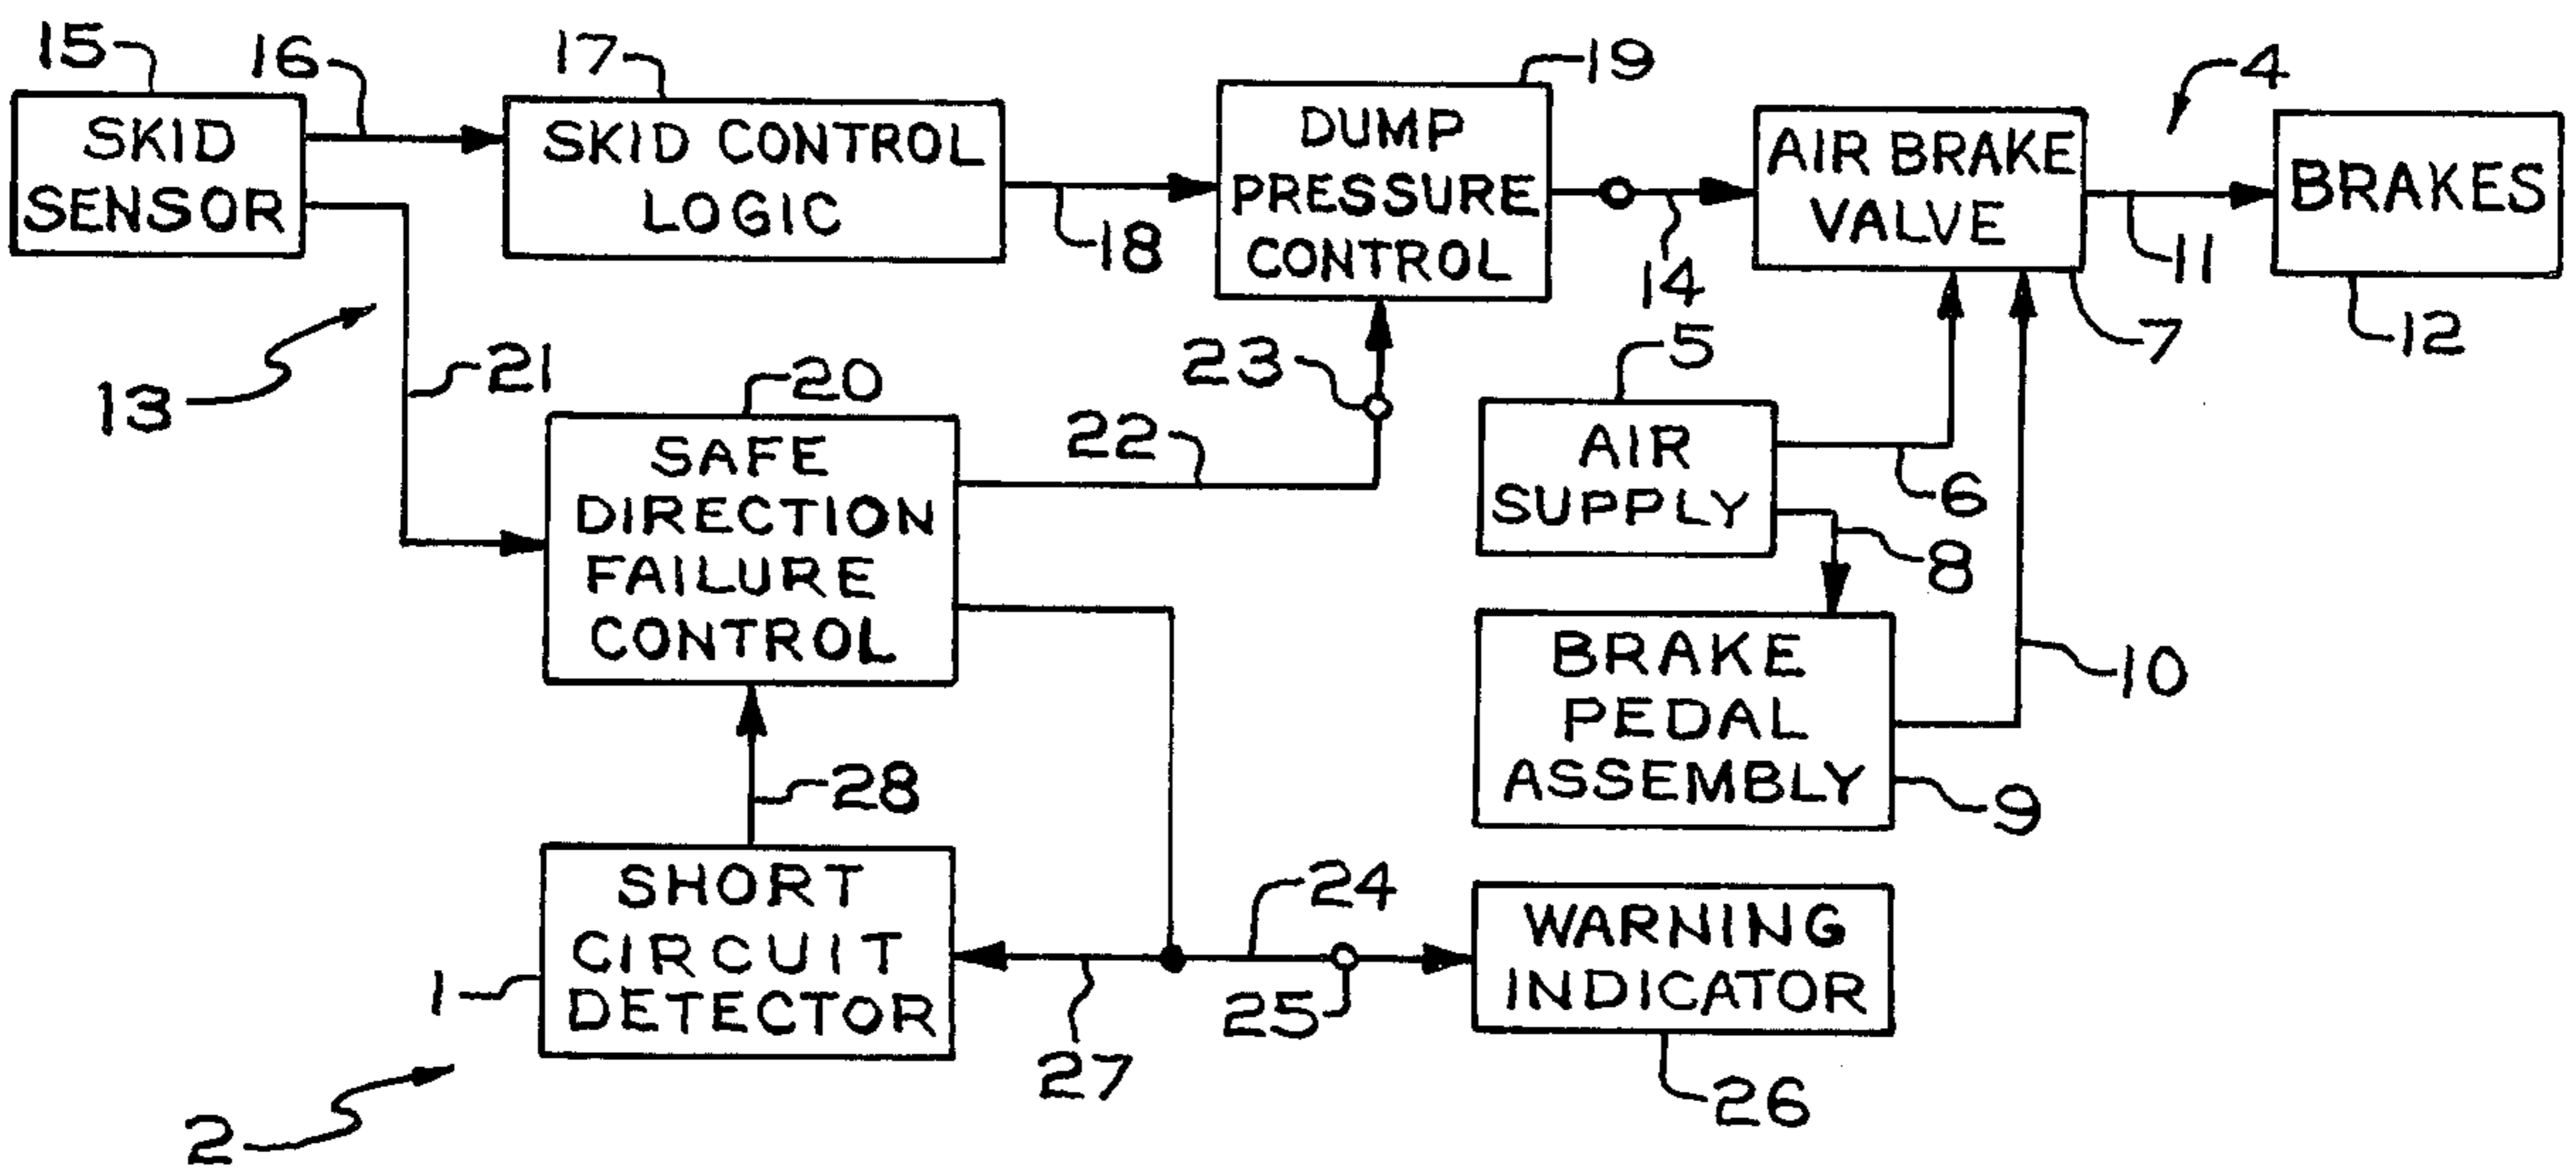 15
16
17
19
4
SKID
SENSOR
SKID CONTROL
LOGIC
DUMP
PRESSURE
CONTROL
AIR BRAKE
VALVE
BRAKES
18
14
11
7
12
13
21
20
23
5
22
SAFE
DIRECTION
FAILURE
CONTROL
AIR
SUPPLY
6
8
BRAKE
PEDAL
ASSEMBLY
10
9
28
SHORT
CIRCUIT
DETECTOR
24
WARNING
INDICATOR
1
25
27
26
2